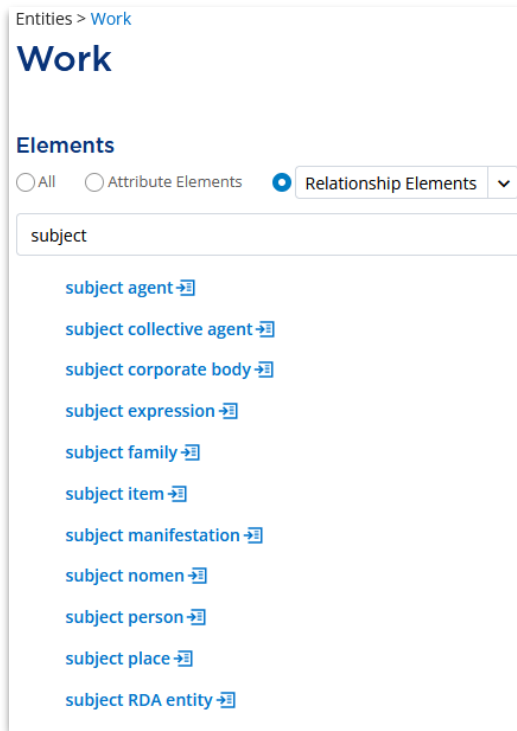 Entities > Work
Work
Elements
All Attribute Elements Relationship Elements
subject
subject agent
subject collective agent
subject corporate body
subject expression
subject family
subject item
subject manifestation
subject nomen
subject person
subject place
subject RDA entity